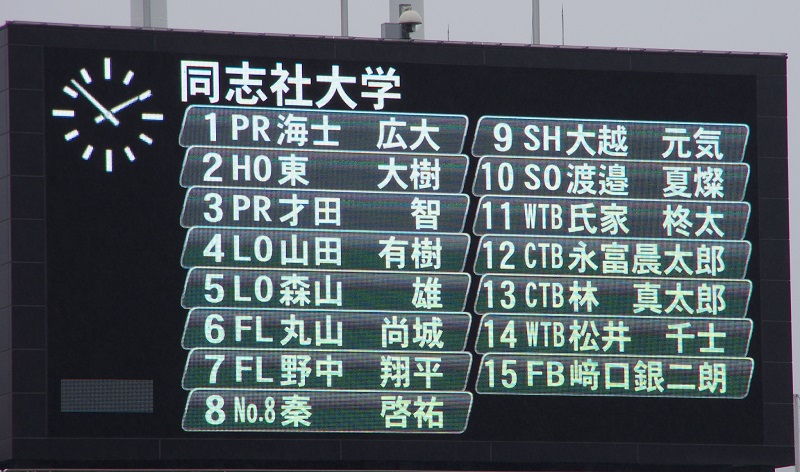 同志社大学
1 PR 海士 広大
2 HO 東 大樹
3 PR 才田 智
4 LO 山田 有樹
5 LO 森山 雄
6 FL 丸山 尚城
7 FL 野中 翔平
8 No.8 秦 啓祐
9 SH 大越 元気
10 SO 渡邉 夏燦
11 WTB 氏家 柊太
12 CTB 永富晨太郎
13 CTB 林 真太郎
14 WTB 松井 千士
15 FB 﨑口銀二朗